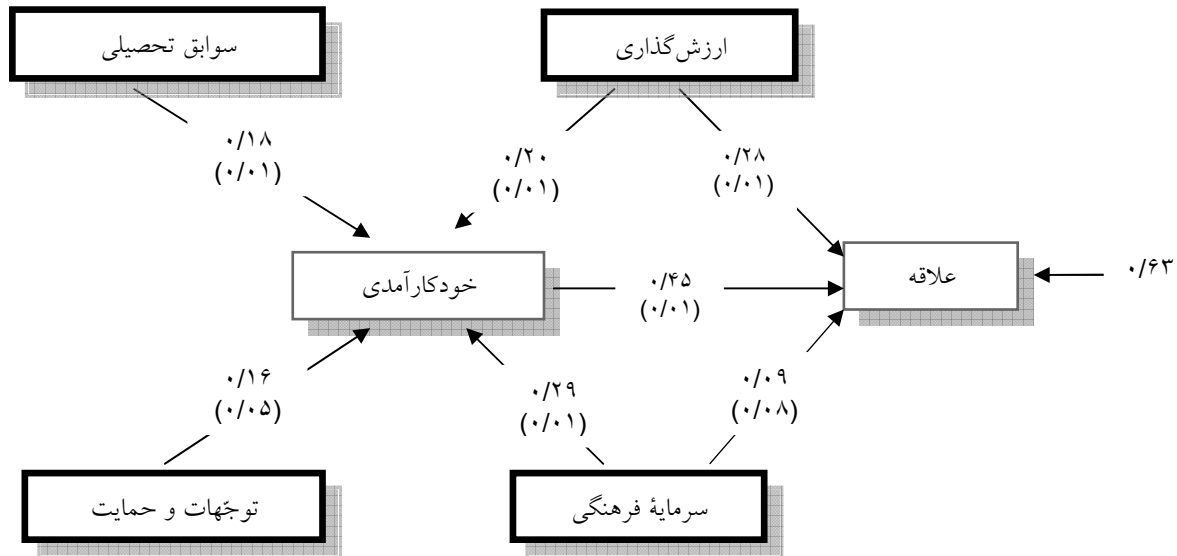 ارزش‌گذاری
سوابق تحصیلی
۰/۲۸
(۰/۰۱)
۰/۲۰
(۰/۰۱)
۰/۱۸
(۰/۰۱)
۰/۶۳
علاقه
۰/۴۵
(۰/۰۱)
خودکارآمدی
۰/۰۹
(۰/۰۸)
۰/۲۹
(۰/۰۱)
۰/۱۶
(۰/۰۵)
سرمایهٔ فرهنگی
توجّهات و حمایت